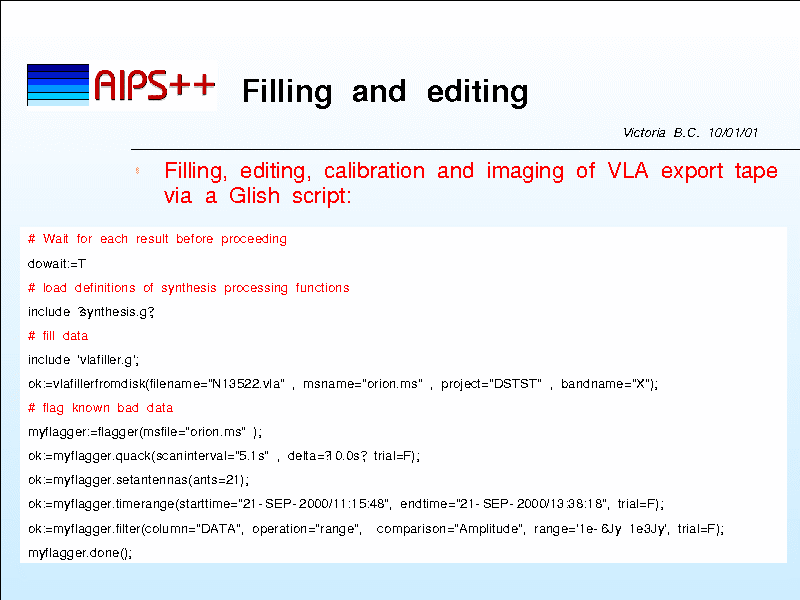 AIPS++
Filling and editing
Victoria B.C. 10/01/01
Filling, editing, calibration and imaging of VLA export tape
via a Glish script:
# Wait for each result before proceeding
dowait:=T
# load definitions of synthesis processing functions
include ?synthesis.g?;
# fill data
include 'vlafiller.g';
ok:=vlafillerfromdisk(filename="N13522.vla" , msname="orion.ms" , project="DSTST" , bandname="X");
# flag known bad data
myflagger:=flagger(msfile="orion.ms" );
ok:=myflagger.quack(scaninterval="5.1s" , delta=?10.0s?, trial=F);
ok:=myflagger.setantennas(ants=21);
ok:=myflagger.timerange(starttime="21-SEP-2000/11:15:48", endtime="21-SEP-2000/13:38:18", trial=F);
ok:=myflagger.filter(column="DATA", operation="range", comparison="Amplitude", range='1e-6Jy 1e3Jy', trial=F);
myflagger.done();